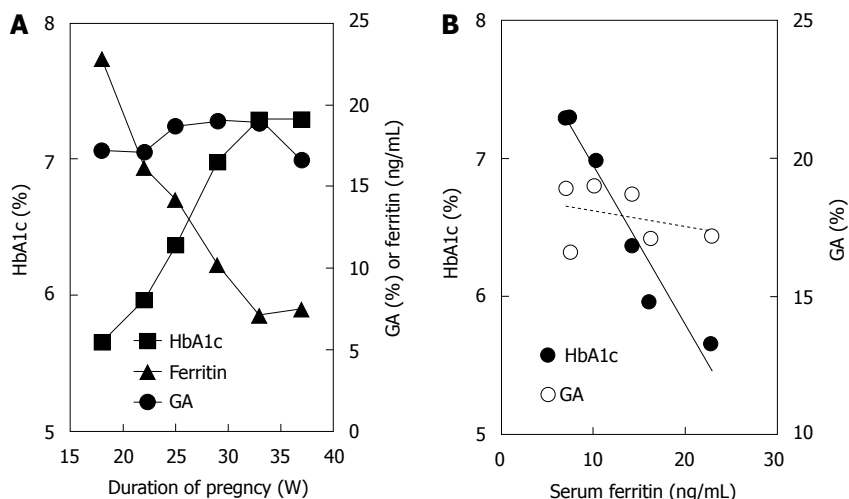 A
8
7
6
5
HbA1c (%)
25
20
15
10
5
0
GA (%) or ferritin (ng/mL)
HbA1c
Ferritin
GA
15 20 25 30 35 40
Duration of pregncy (W)
B
8
7
6
5
HbA1c (%)
25
20
15
10
GA (%)
HbA1c
GA
0 10 20 30
Serum ferritin (ng/mL)